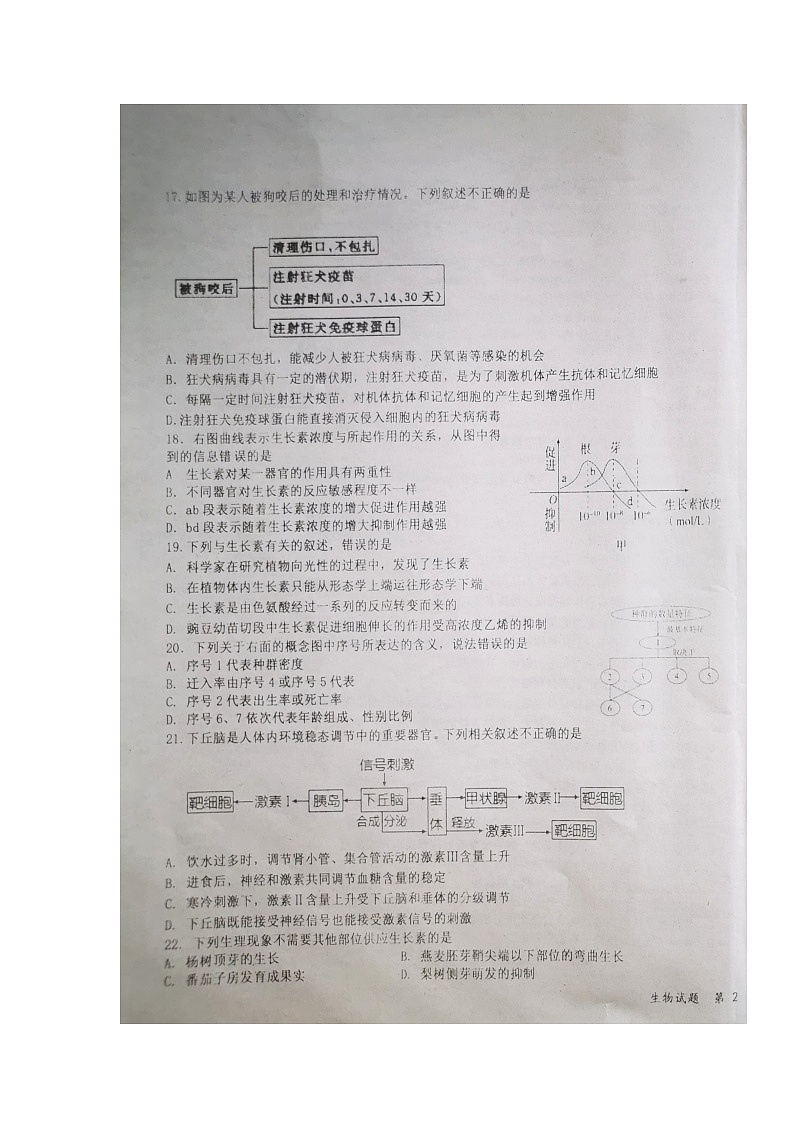 17.如图为某人被狗咬后的处理和治疗情况。下列叙述不正确的是
清理伤口、不包扎
被狗咬后
注射狂犬疫苗
(注射时间:0、3、7、14、30天)
注射狂犬免疫球蛋白
A. 清理伤口不包扎，能减少人被狂犬病病毒、厌氧菌等感染的机会
B. 狂犬病病毒具有一定的潜伏期，注射狂犬疫苗，是为了刺激机体产生抗体和记忆细胞
C. 每隔一定时间注射狂犬疫苗，对机体抗体和记忆细胞的产生起到增强作用
D.注射狂犬免疫球蛋白能直接消灭侵入细胞内的狂犬病病毒
18. 右图曲线表示生长素浓度与所起作用的关系，从图中得
到的信息错误的是
A 生长素对某一器官的作用具有两重性
B. 不同器官对生长素的反应敏感程度不一样
C. ab段表示随着生长素浓度的增大促进作用越强
D. bd段表示随着生长素浓度的增大抑制作用越强
促进
根 芽
a b c d
O
抑制
10⁻¹⁰ 10⁻⁸ 10⁻⁶
生长素浓度
(mol/L)
甲
19.下列与生长素有关的叙述，错误的是
A. 科学家在研究植物向光性的过程中，发现了生长素
B. 在植物体内生长素只能从形态学上端运往形态学下端
C. 生长素是由色氨酸经过一系列的反应转变而来的
D. 豌豆幼苗切段中生长素促进细胞伸长的作用受高浓度乙烯的抑制
20. 下列关于右面的概念图中序号所表达的含义，说法错误的是
A. 序号1代表种群密度
B. 迁入率由序号4或序号5代表
C. 序号2代表出生率或死亡率
D. 序号6、7依次代表年龄组成、性别比例
种群的数量特征
最基本特征
1
取决于
2 3 4 5
6 7
21.下丘脑是人体内环境稳态调节中的重要器官。下列相关叙述不正确的是
信号刺激
靶细胞 激素Ⅰ 胰岛 下丘脑 垂体 甲状腺 激素Ⅱ 靶细胞
合成 分泌 释放 激素Ⅲ 靶细胞
A. 饮水过多时，调节肾小管、集合管活动的激素Ⅲ含量上升
B. 进食后，神经和激素共同调节血糖含量的稳定
C. 寒冷刺激下，激素Ⅱ含量上升受下丘脑和垂体的分级调节
D. 下丘脑既能接受神经信号也能接受激素信号的刺激
22. 下列生理现象不需要其他部位供应生长素的是
A. 杨树顶芽的生长 B. 燕麦胚芽鞘尖端以下部位的弯曲生长
C. 番茄子房发育成果实 D. 梨树侧芽萌发的抑制
生物试题 第 2